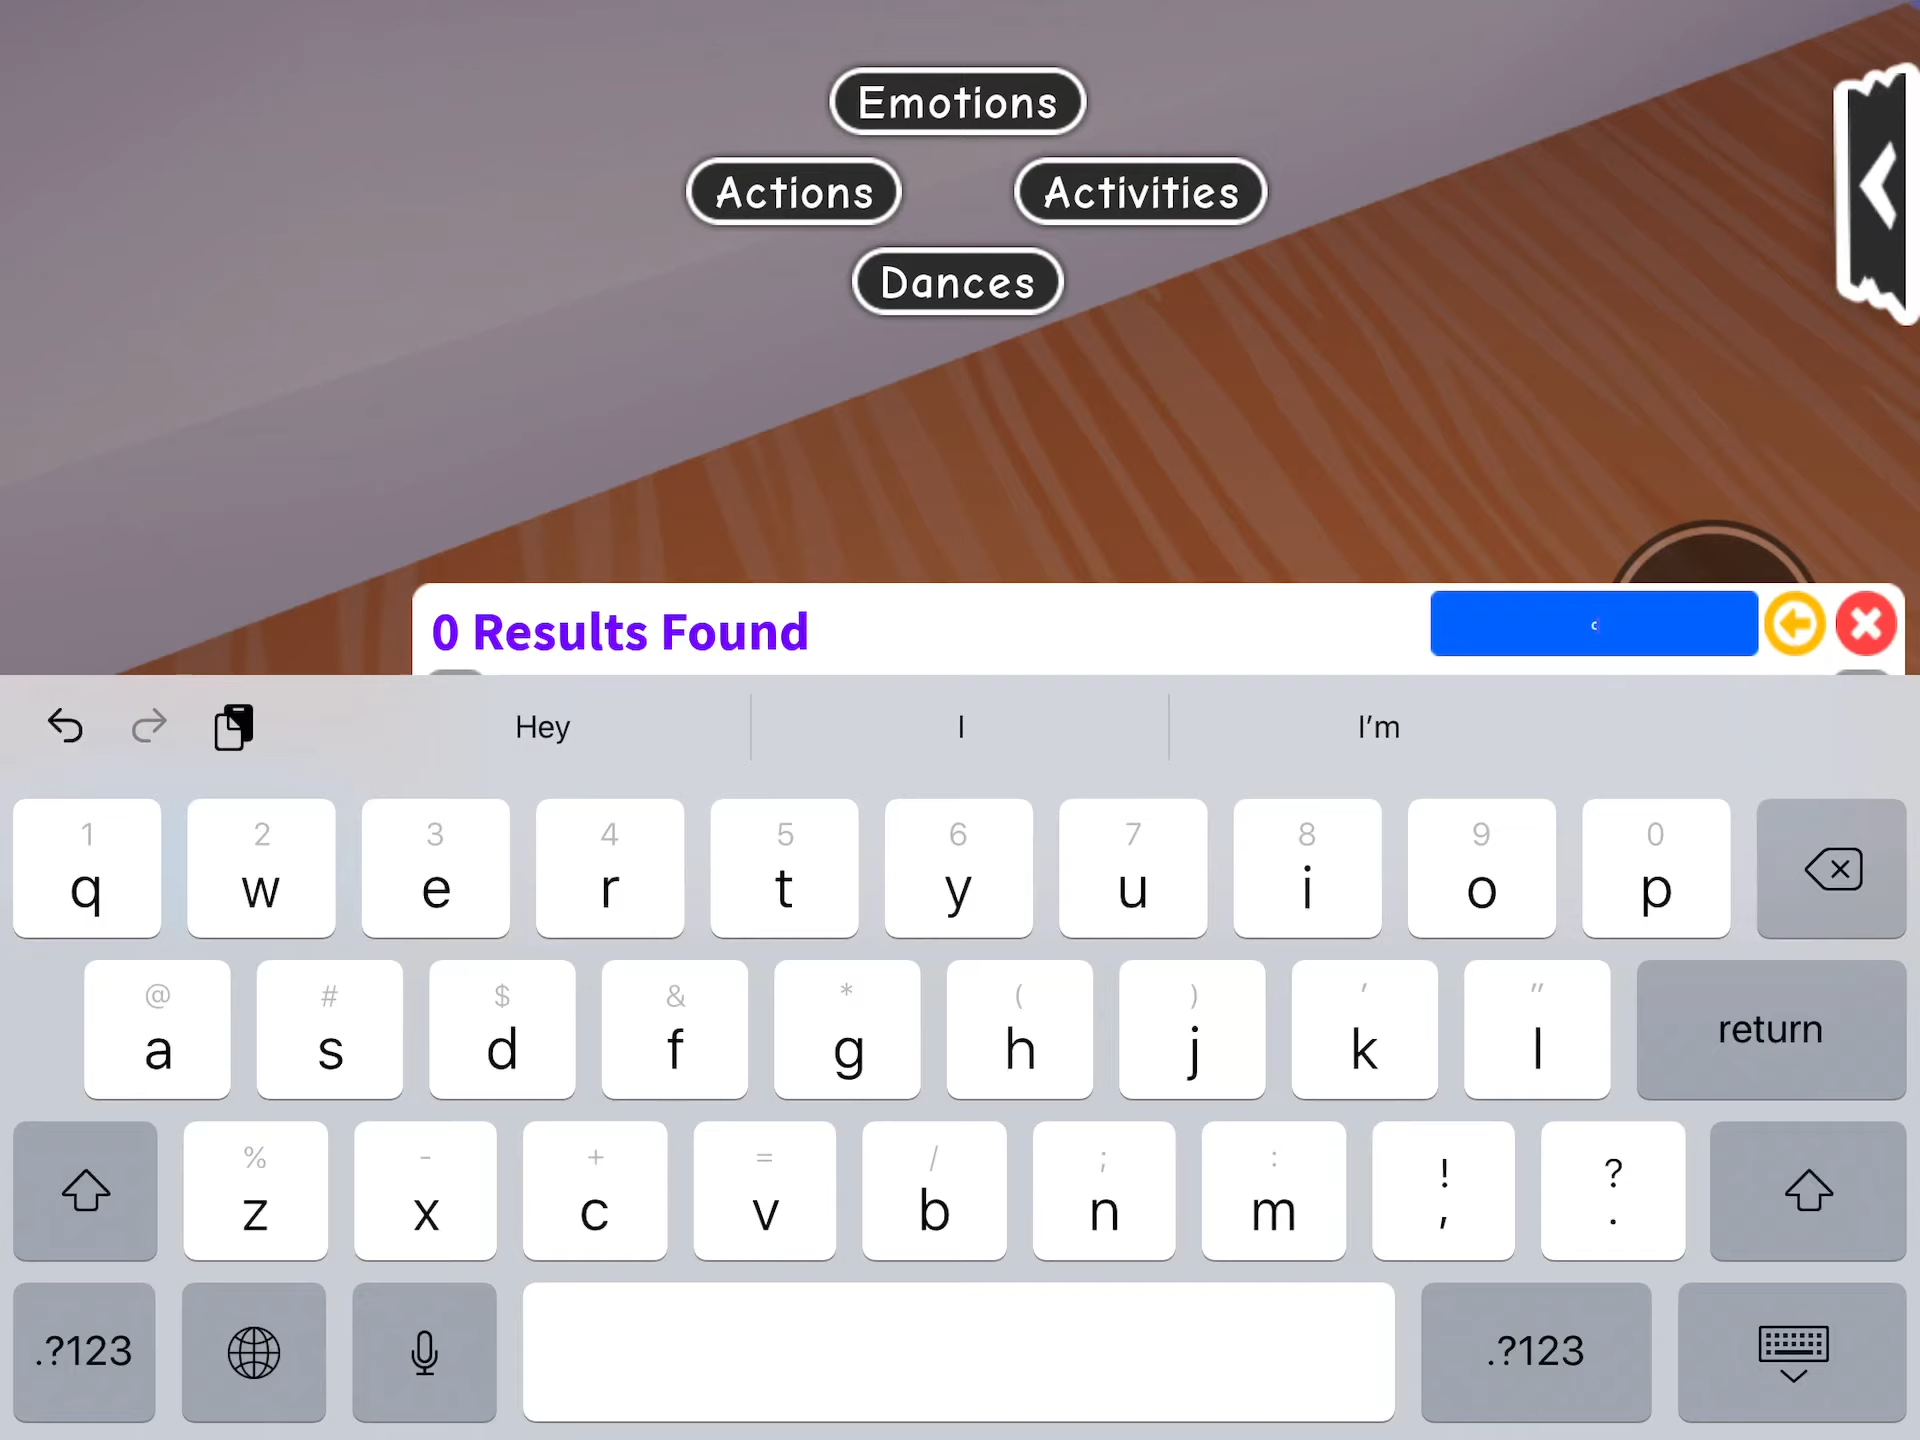 Emotions
Actions Activities
Dances
0 Results Found c
Hey I I’m
1 2 3 4 5 6 7 8 9 0
q w e r t y u i o p
@ # $ & * ( ) ′ ″
a s d f g h j k l return
% - + = / ; : ! ?
z x c v b n m , .
.?123 .?123